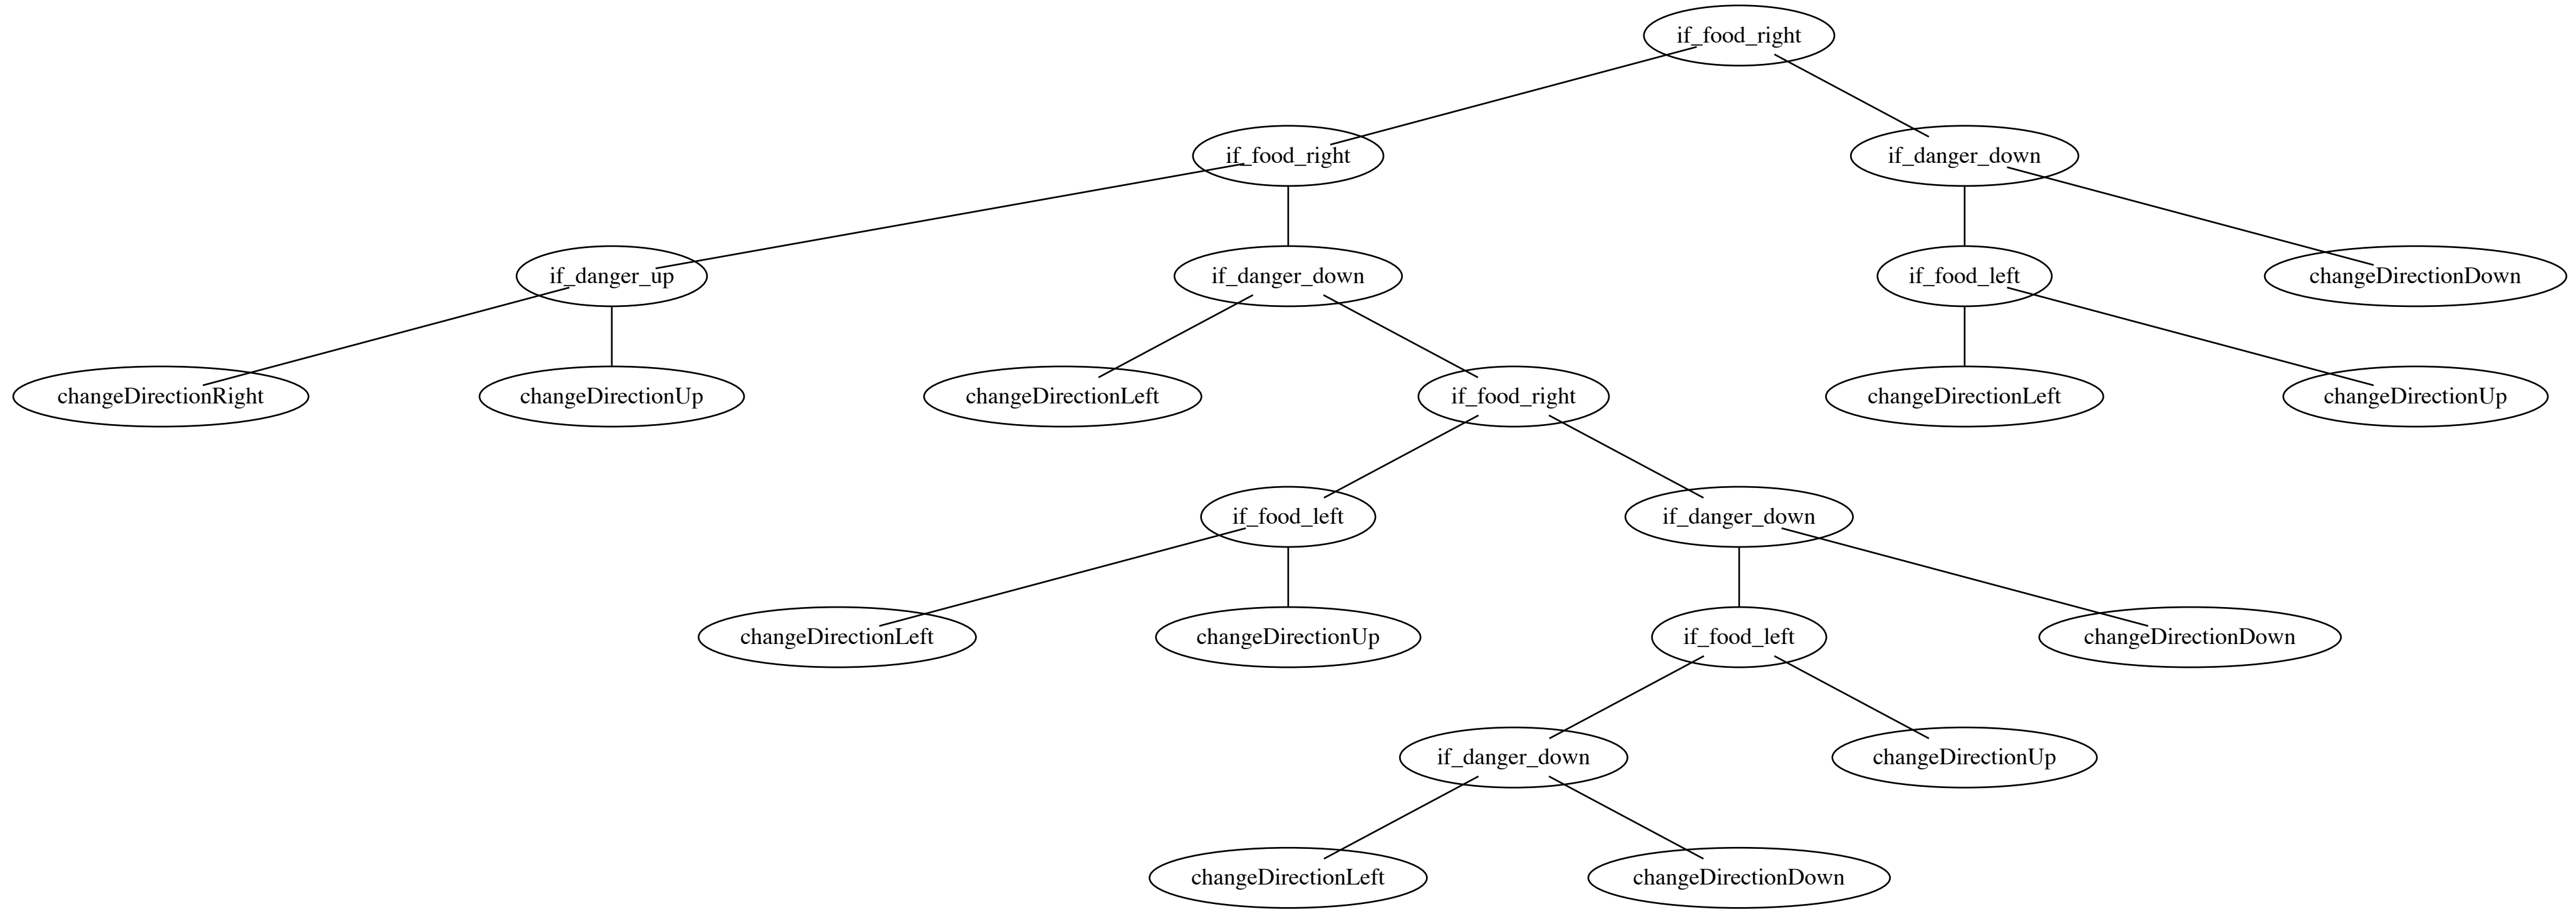 if_food_right
if_food_right
if_danger_down
if_danger_up
if_danger_down
if_food_left
changeDirectionDown
changeDirectionRight
changeDirectionUp
changeDirectionLeft
if_food_right
changeDirectionLeft
changeDirectionUp
if_food_left
if_danger_down
changeDirectionLeft
changeDirectionUp
if_food_left
changeDirectionDown
if_danger_down
changeDirectionUp
changeDirectionLeft
changeDirectionDown